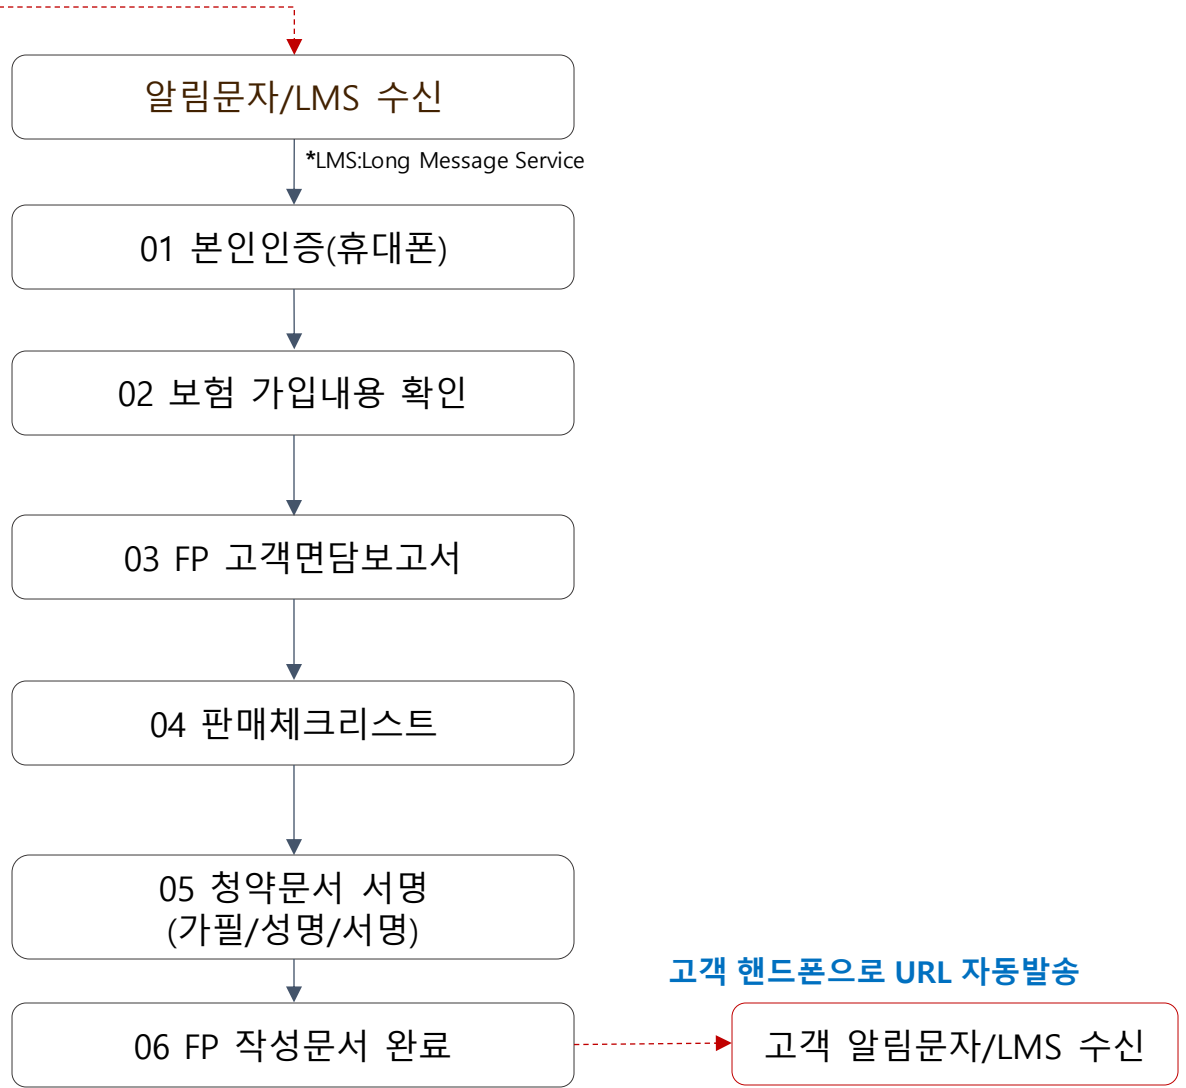 알림문자/LMS 수신
*LMS:Long Message Service
01 본인인증(휴대폰)
02 보험 가입내용 확인
03 FP 고객면담보고서
04 판매체크리스트
05 청약문서 서명
(가필/성명/서명)
고객 핸드폰으로 URL 자동발송
06 FP 작성문서 완료
고객 알림문자/LMS 수신